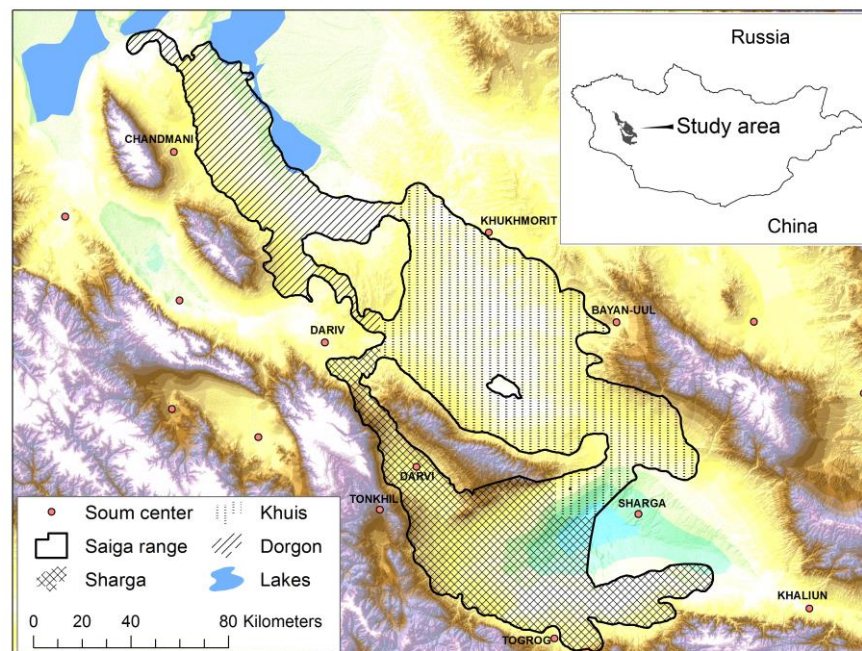 Russia
Study area
China
CHANDMANI
KHUKHMORIT
BAYAN-UUL
DARIV
DARVI
TONKHIL
SHARGA
KHALIUN
TOGROG
Soum center
Khuis
Saiga range
Dorgon
Sharga
Lakes
0 20 40 80 Kilometers